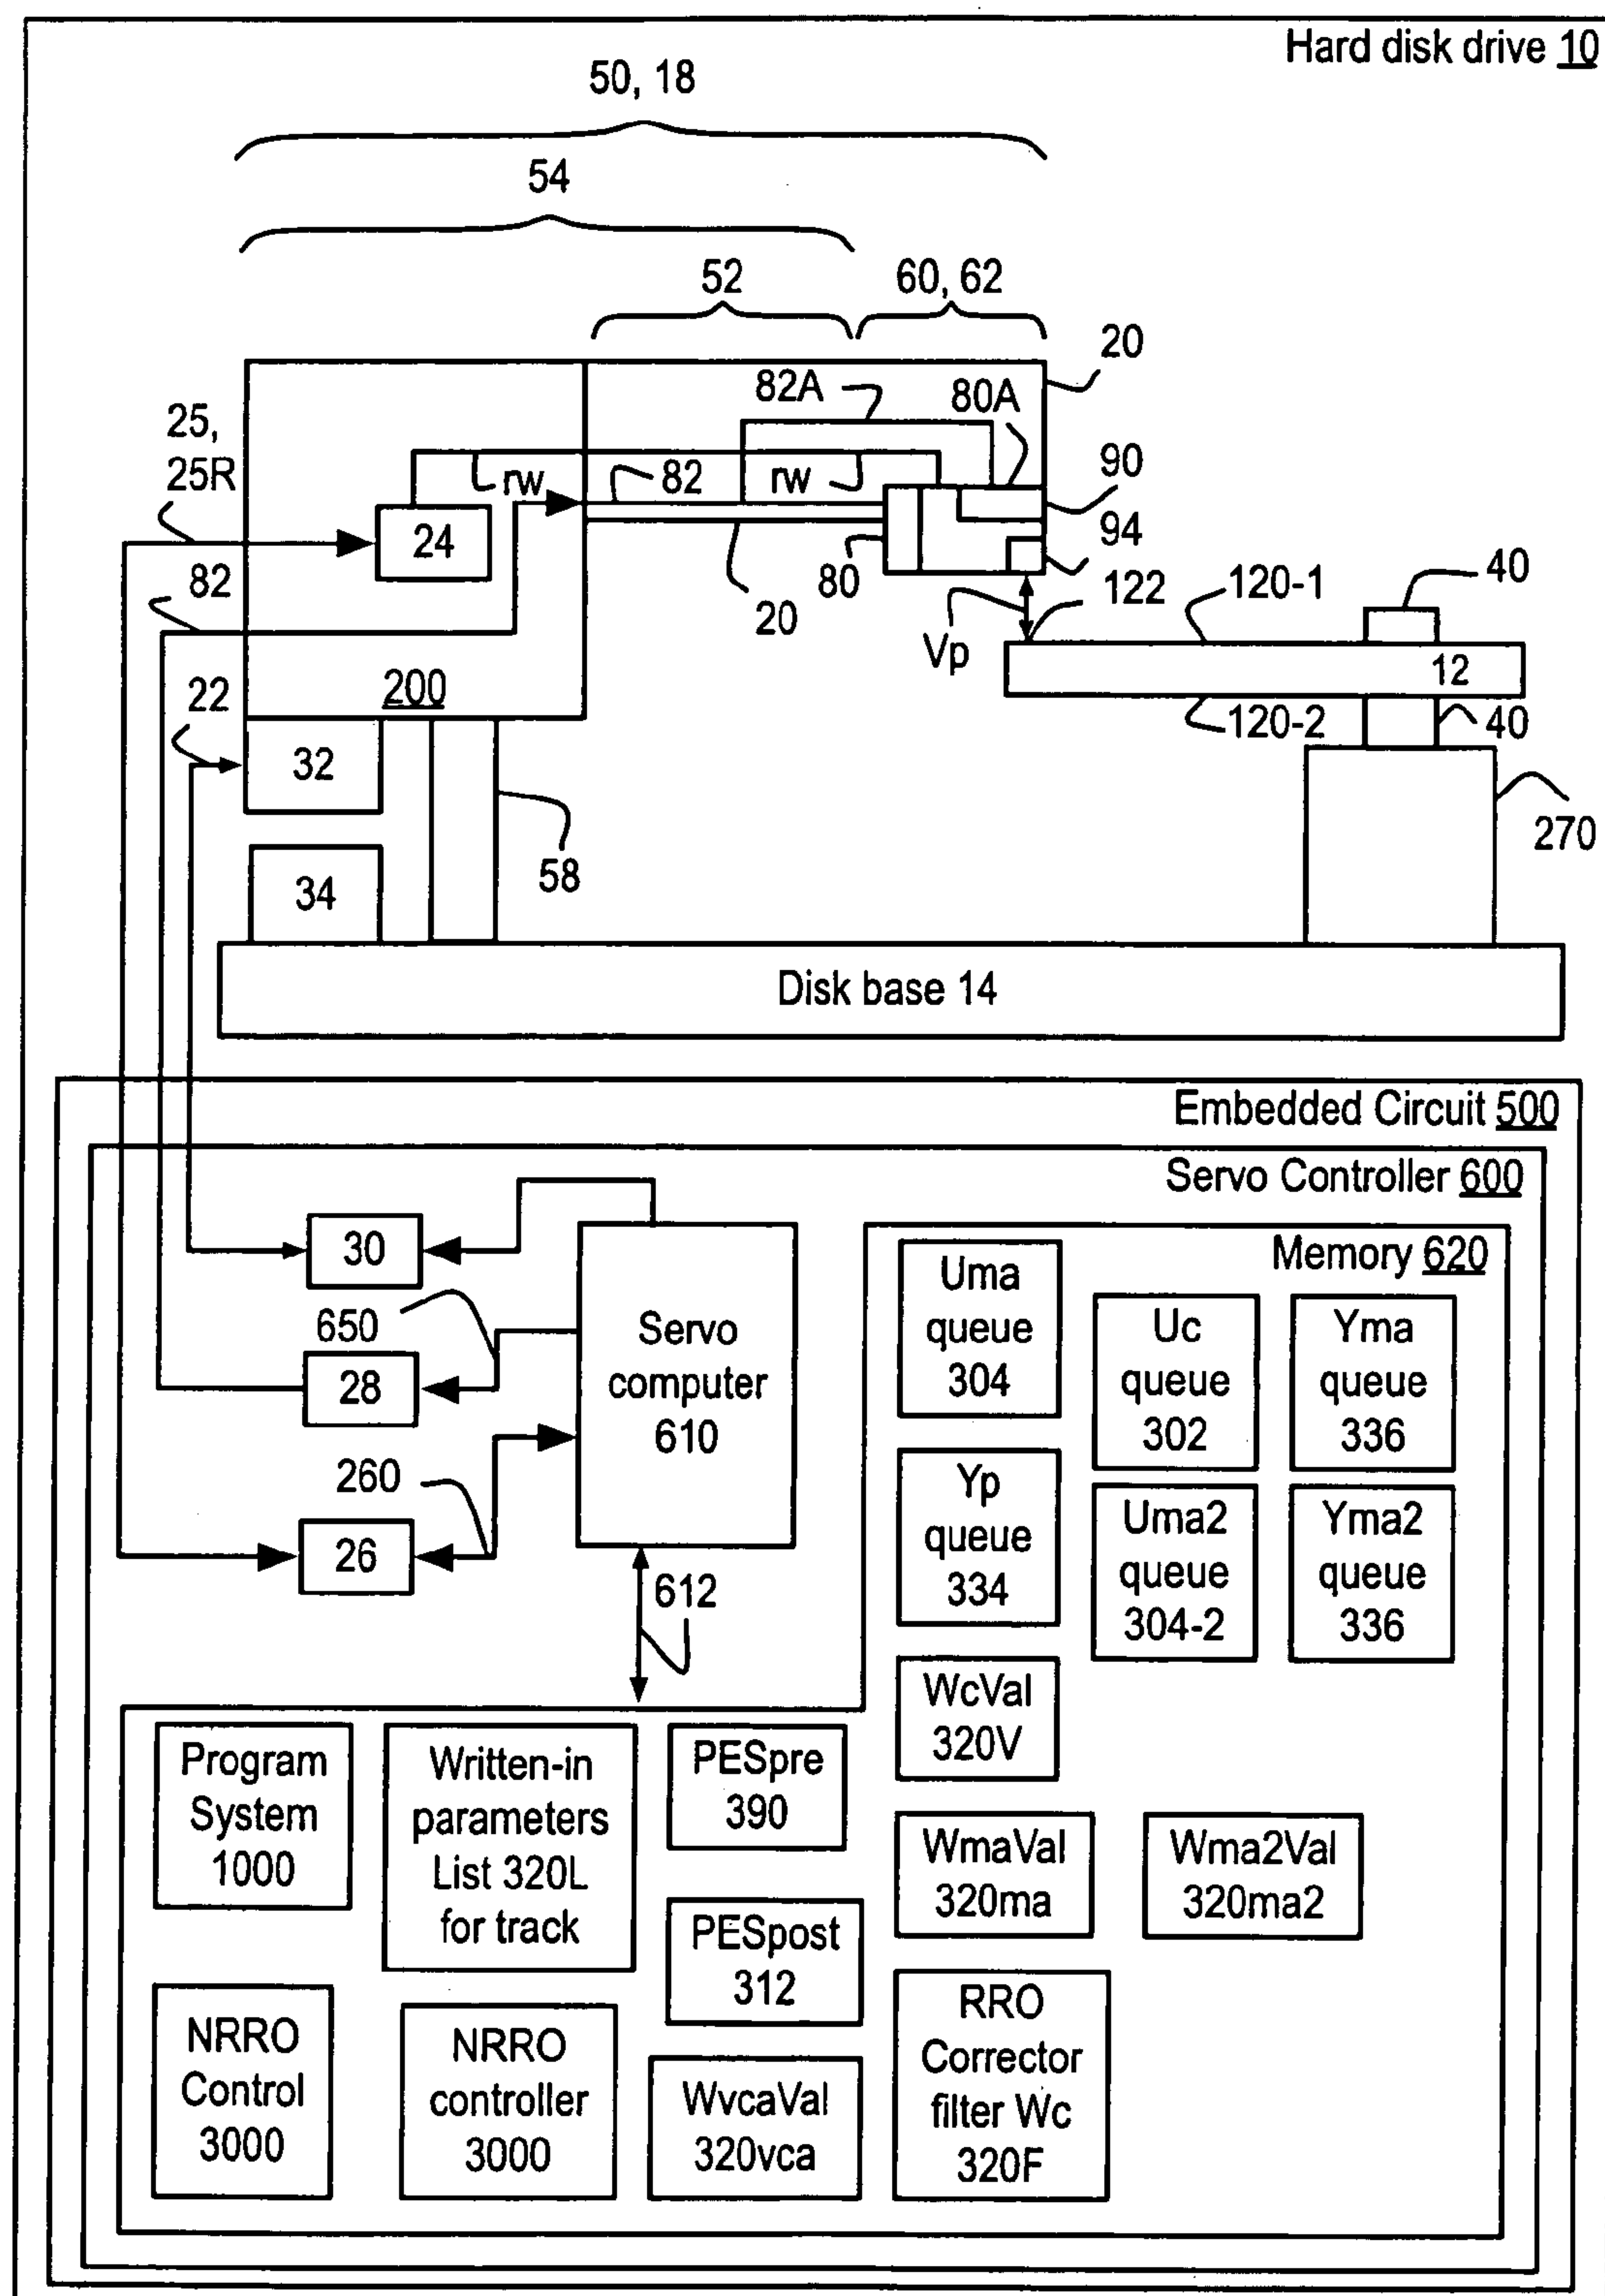 Hard disk drive 10
50, 18
54
52
60, 62
20
82A
80A
25,
25R
rw
82
rw
90
24
94
82
80
122
120-1
40
20
Vp
12
22
200
120-2
40
32
270
34
58
Disk base 14
Embedded Circuit 500
Servo Controller 600
Memory 620
30
650
28
260
26
Servo
computer
610
612
Uma
queue
304
Uc
queue
302
Yma
queue
336
Yp
queue
334
Uma2
queue
304-2
Yma2
queue
336
WcVal
320V
Program
System
1000
Written-in
parameters
List 320L
for track
PESpre
390
WmaVal
320ma
Wma2Val
320ma2
PESpost
312
NRRO
Control
3000
NRRO
controller
3000
WvcaVal
320vca
RRO
Corrector
filter Wc
320F